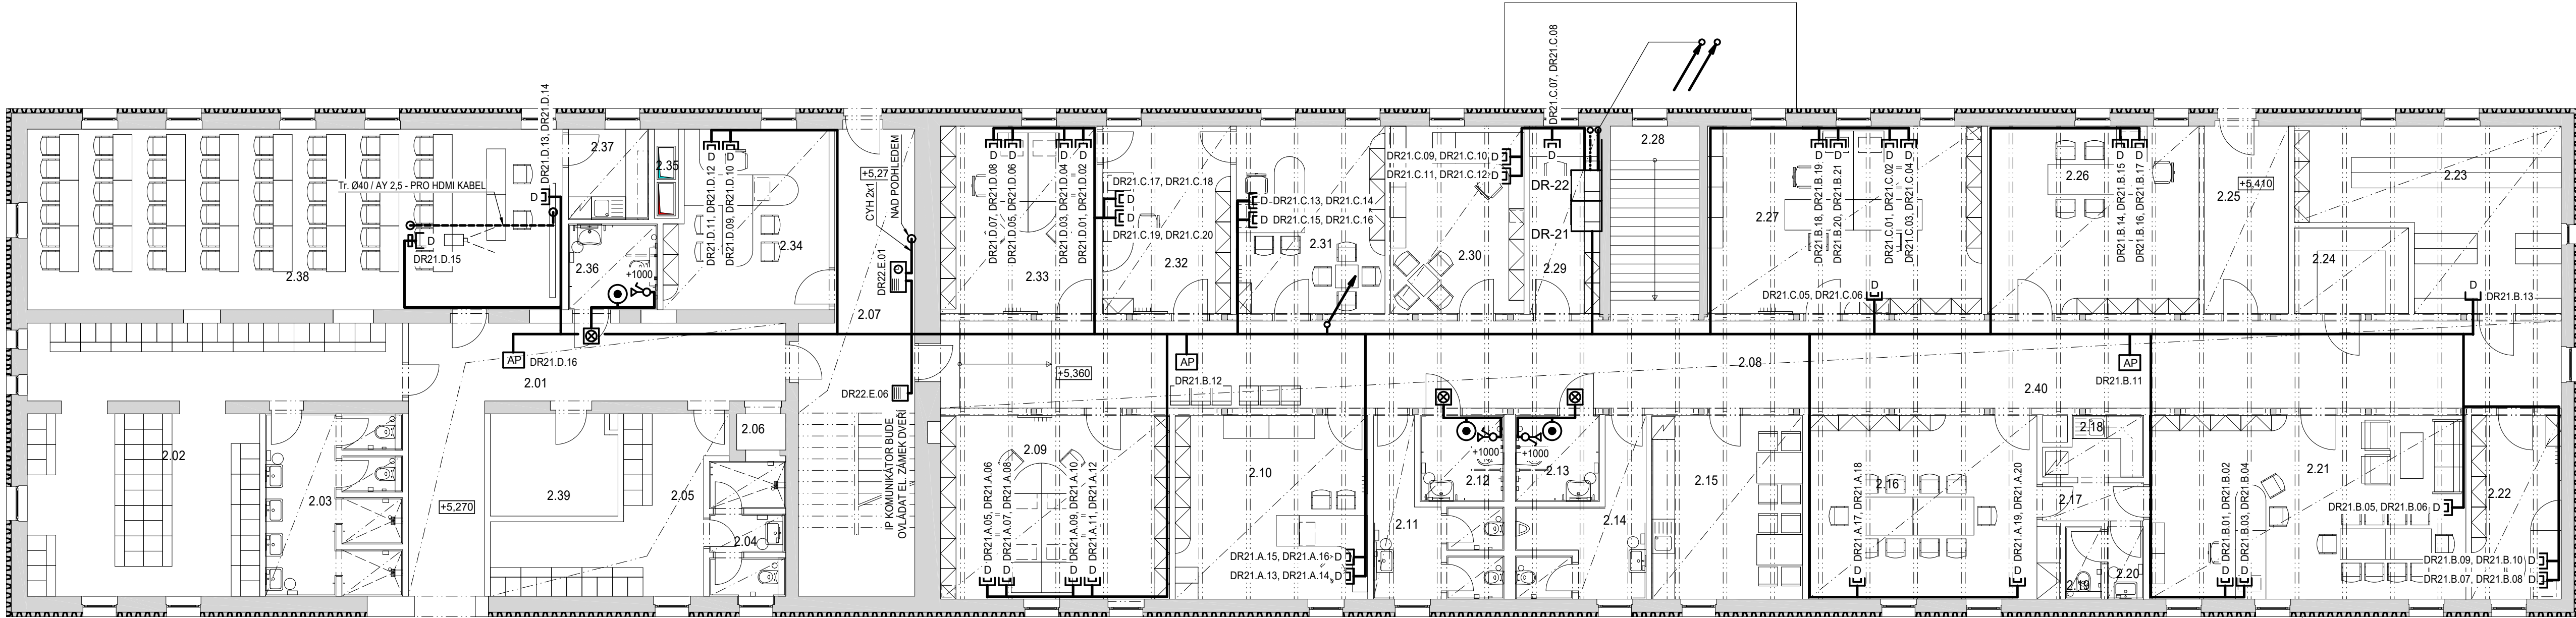 DR21.C.07, DR21.C.08
DR21.D.13, DR21.D.14
2.37
2.35
D
D
DR21.D.11, DR21.D.12
DR21.D.09, DR21.D.10
Tr. Ø40 / AY 2,5 - PRO HDMI KABEL
D
D
DR21.D.15
2.38
2.36
+1000
2.34
+5,27
CYH 2x1
NAD PODHLEDEM
DR22.E.01
2.07
D
D
D
D
DR21.D.07, DR21.D.08
DR21.D.05, DR21.D.06
DR21.D.03, DR21.D.04
DR21.D.01, DR21.D.02
2.33
DR21.C.17, DR21.C.18
D
D
DR21.C.19, DR21.C.20
2.32
D DR21.C.13, DR21.C.14
D DR21.C.15, DR21.C.16
2.31
DR21.C.09, DR21.C.10 D
DR21.C.11, DR21.C.12 D
2.30
D
DR-22
DR-21
2.29
2.28
2.27
D
D
D
D
DR21.B.18, DR21.B.19
DR21.B.20, DR21.B.21
DR21.C.01, DR21.C.02
DR21.C.03, DR21.C.04
D
DR21.C.05, DR21.C.06
2.26
D
D
DR21.B.14, DR21.B.15
DR21.B.16, DR21.B.17
2.25
+5,410
2.23
2.24
D
DR21.B.13
AP
DR21.D.16
2.01
DR22.E.06
+5,360
AP
DR21.B.12
2.08
AP
DR21.B.11
2.40
2.02
2.03
+5,270
2.39
2.05
2.06
2.04
IP KOMUNIKÁTOR BUDE
OVLÁDAT EL. ZÁMEK DVEŘÍ
2.09
DR21.A.05, DR21.A.06
DR21.A.07, DR21.A.08
DR21.A.09, DR21.A.10
DR21.A.11, DR21.A.12
D
D
D
D
2.10
DR21.A.15, DR21.A.16 D
DR21.A.13, DR21.A.14 D
2.11
+1000
2.12
+1000
2.13
2.14
2.15
DR21.A.17, DR21.A.18
D
2.16
DR21.A.19, DR21.A.20
D
2.18
2.17
2.19
2.20
DR21.B.01, DR21.B.02
DR21.B.03, DR21.B.04
D
D
2.21
DR21.B.05, DR21.B.06 D
2.22
DR21.B.09, DR21.B.10 D
DR21.B.07, DR21.B.08 D